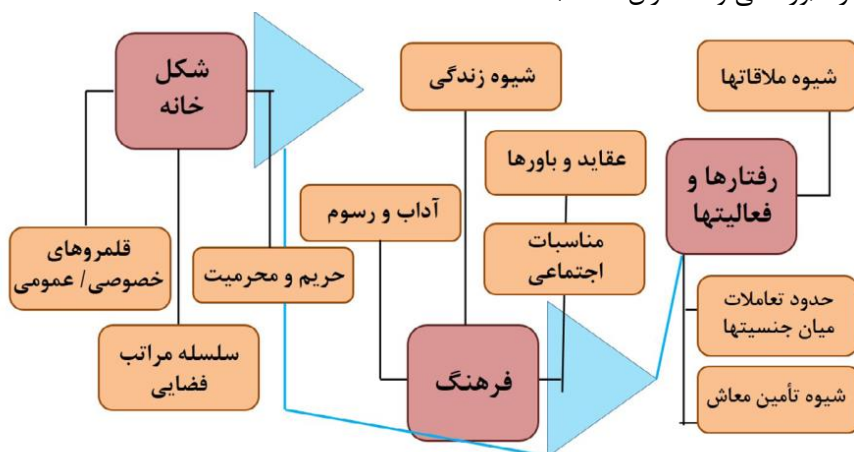 شکل
خانه
قلمروهای
خصوصی/ عمومی
سلسله مراتب
فضایی
حریم و محرمیت
شیوه زندگی
آداب و رسوم
عقاید و باورها
مناسبات
اجتماعی
فرهنگ
شیوه ملاقاتها
رفتارها و
فعالیتها
حدود تعاملات
میان جنسیتها
شیوه تأمین معاش